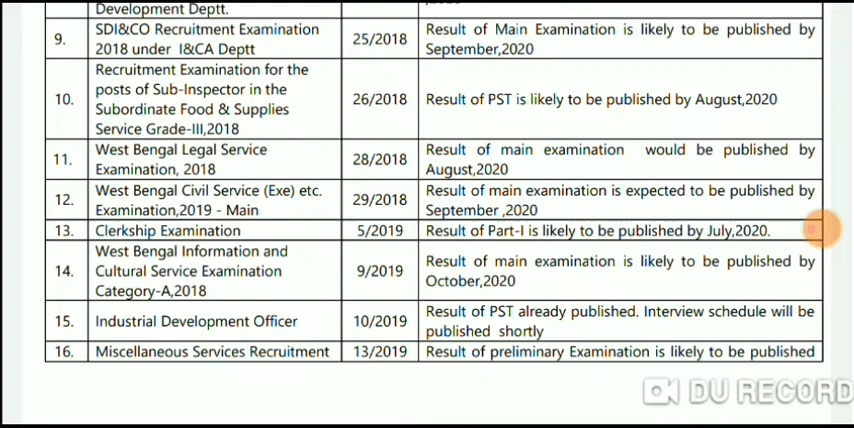 Development Deptt.
9. SDI&CO Recruitment Examination 2018 under I&CA Deptt 25/2018 Result of Main Examination is likely to be published by September,2020
10. Recruitment Examination for the posts of Sub-Inspector in the Subordinate Food & Supplies Service Grade-III,2018 26/2018 Result of PST is likely to be published by August,2020
11. West Bengal Legal Service Examination, 2018 28/2018 Result of main examination would be published by August,2020
12. West Bengal Civil Service (Exe) etc. Examination,2019 - Main 29/2018 Result of main examination is expected to be published by September ,2020
13. Clerkship Examination 5/2019 Result of Part-I is likely to be published by July,2020.
14. West Bengal Information and Cultural Service Examination Category-A,2018 9/2019 Result of main examination is likely to be published by October,2020
15. Industrial Development Officer 10/2019 Result of PST already published. Interview schedule will be published shortly
16. Miscellaneous Services Recruitment 13/2019 Result of preliminary Examination is likely to be published
DU RECORD